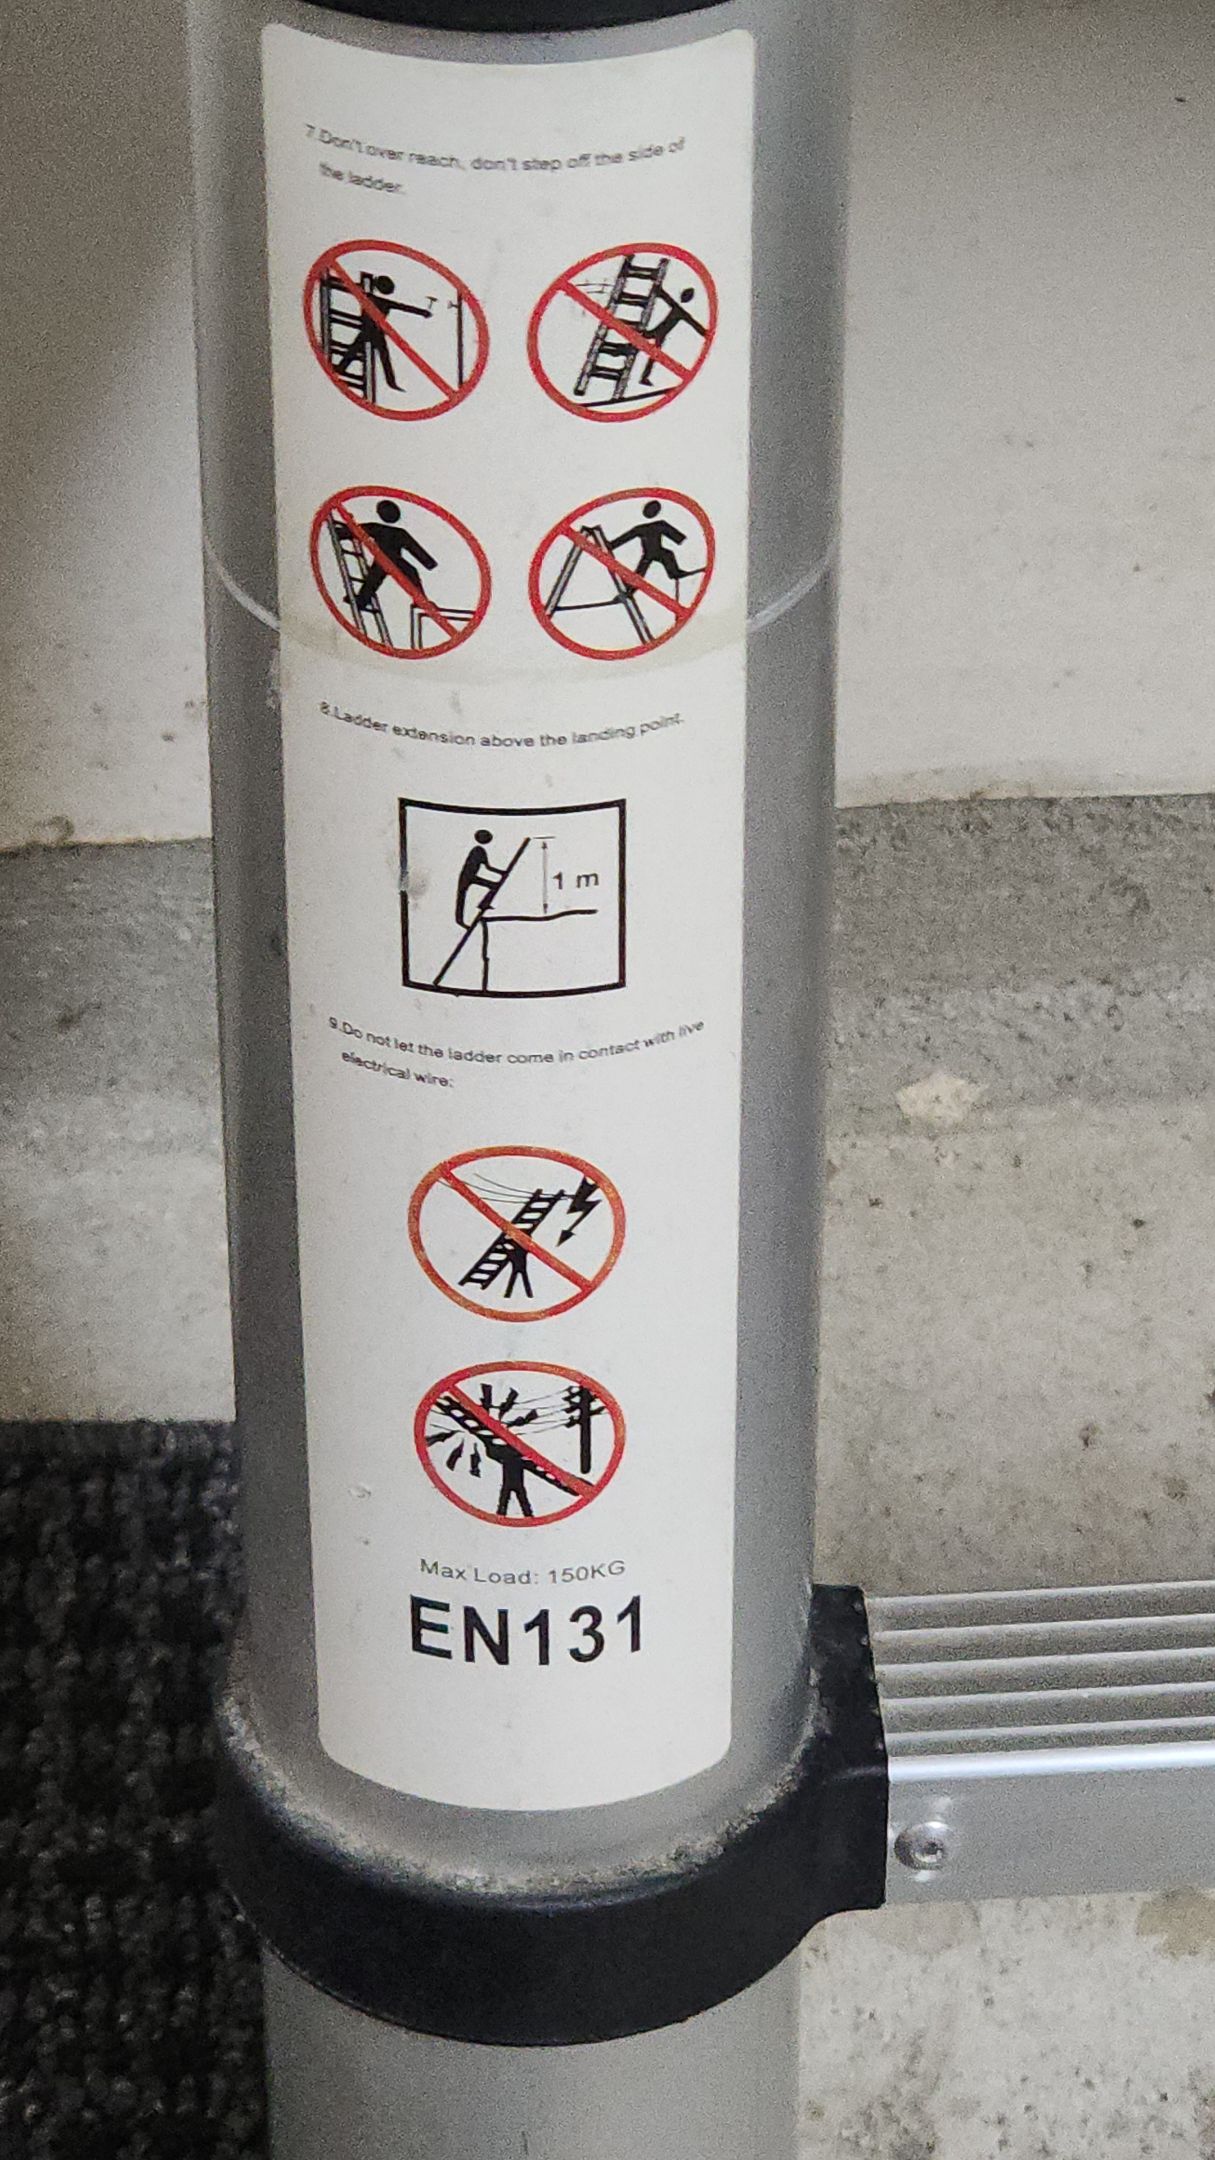 7.Don't over reach, don't step off the side of
the ladder.
8.Ladder extension above the landing point.
1 m
9.Do not let the ladder come in contact with live
electrical wire;
Max Load: 150KG
EN131